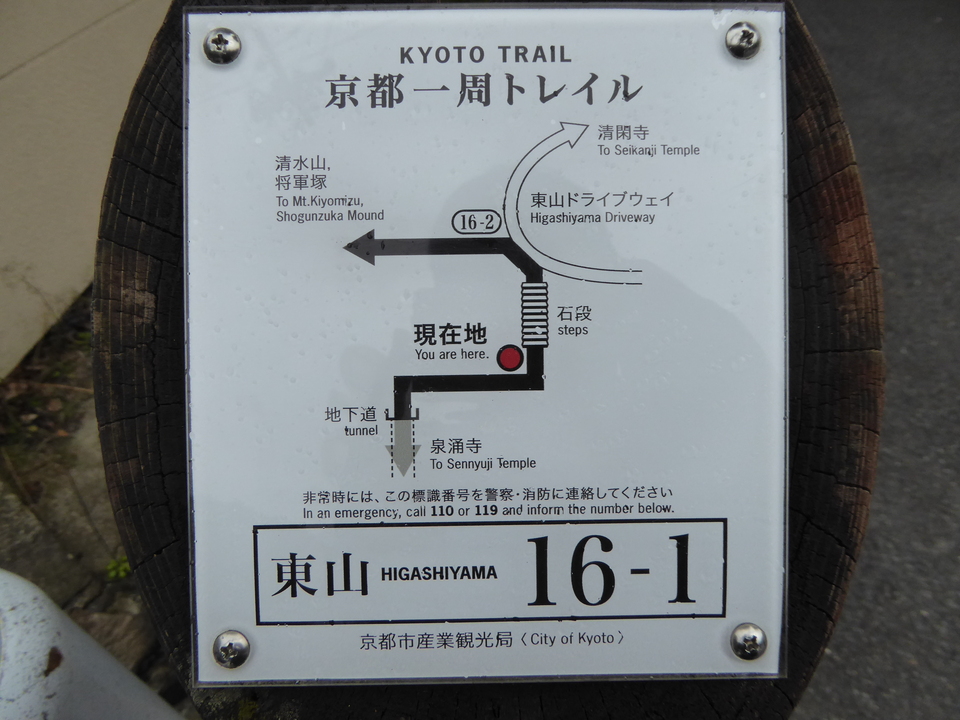 KYOTO TRAIL
京都一周トレイル
清閑寺
To Seikanji Temple
清水山,
将軍塚
To Mt.Kiyomizu,
Shogunzuka Mound
東山ドライブウェイ
Higashiyama Driveway
16-2
石段
steps
現在地
You are here.
地下道
tunnel
泉涌寺
To Sennyuji Temple
非常時には、この標識番号を警察・消防に連絡してください
In an emergency, call 110 or 119 and inform the number below.
東山 HIGASHIYAMA 16-1
京都市産業観光局〈City of Kyoto〉